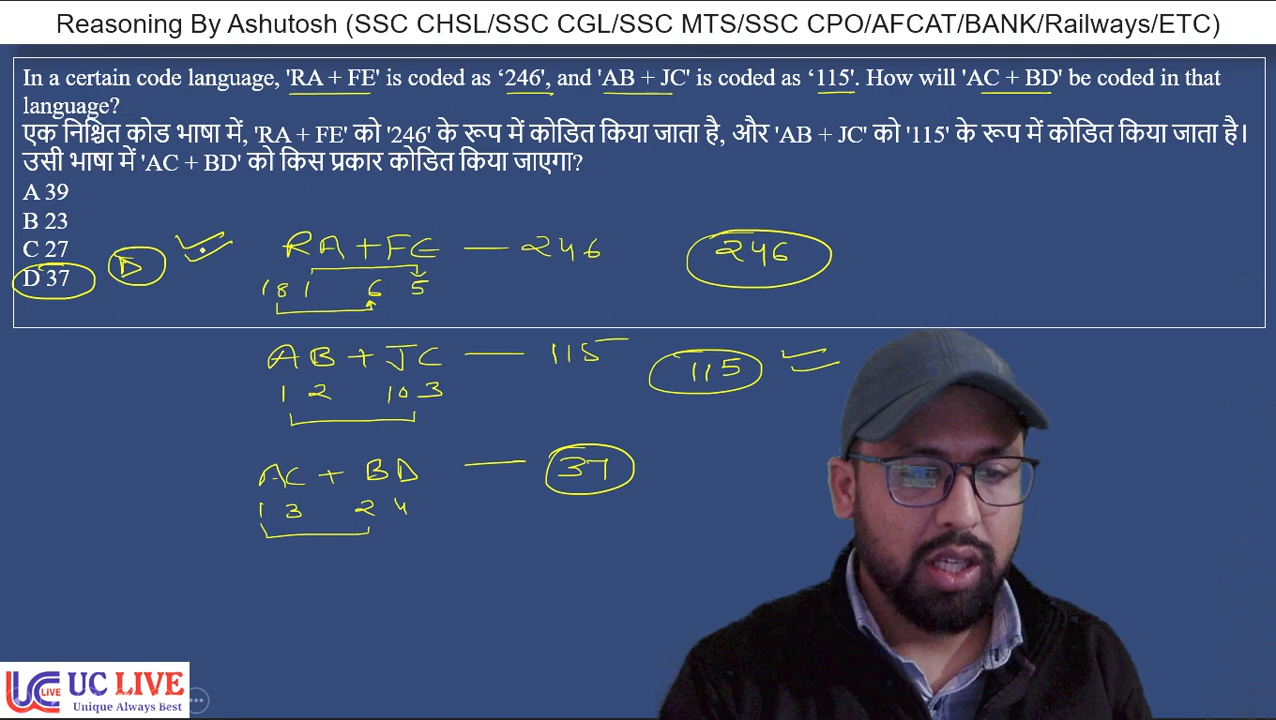 Reasoning By Ashutosh (SSC CHSL/SSC CGL/SSC MTS/SSC CPO/AFCAT/BANK/Railways/ETC)
In a certain code language, 'RA + FE' is coded as ‘246', and 'AB + JC' is coded as ‘115'. How will 'AC + BD' be coded in that
language?
एक निश्चित कोड भाषा में, 'RA + FE' को '246' के रूप में कोडित किया जाता है, और 'AB + JC' को '115' के रूप में कोडित किया जाता है।
उसी भाषा में 'AC + BD' को किस प्रकार कोडित किया जाएगा?
A 39
B 23
C 27
D 37
D
RA + FE — 246 246
18 1 6 5
AB + JC — 115 115
1 2 10 3
AC + BD — 37
1 3 2 4
UCLIVE UC LIVE
Unique Always Best